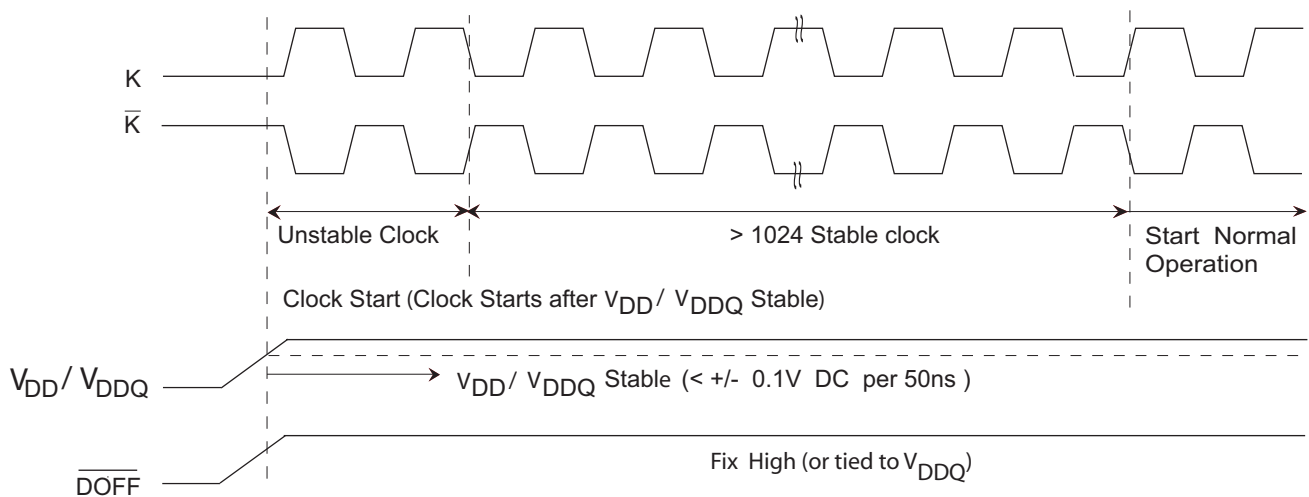 K
K̅
Unstable Clock
> 1024 Stable clock
Start Normal
Operation
Clock Start (Clock Starts after VDD / VDDQ Stable)
VDD / VDDQ
VDD / VDDQ Stable (< +/- 0.1V DC per 50ns )
Fix High (or tied to VDDQ)
D̅O̅F̅F̅